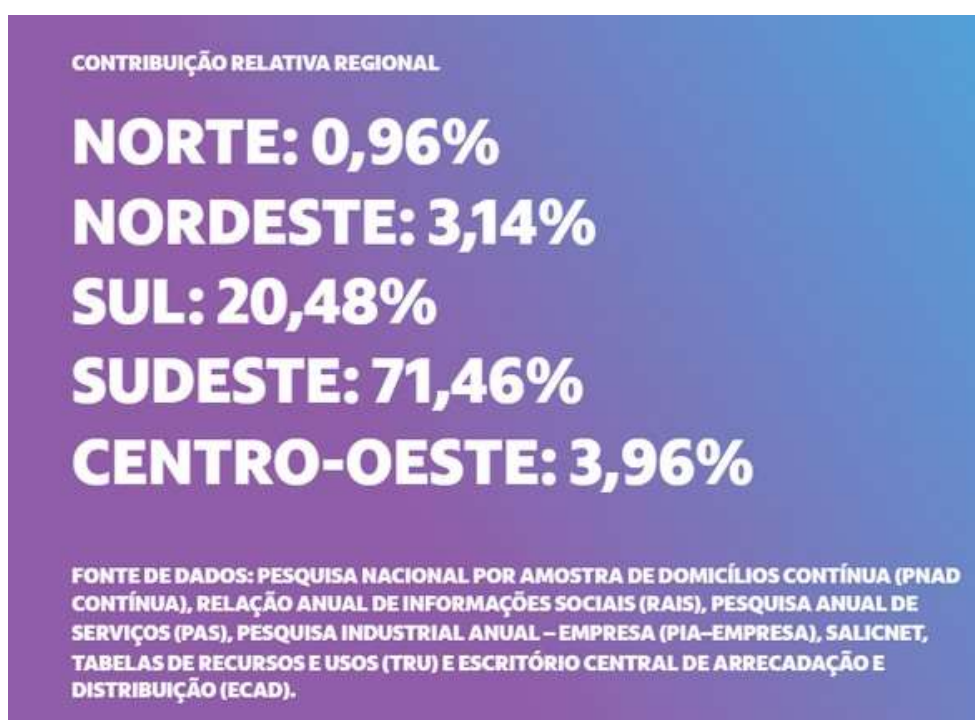 CONTRIBUIÇÃO RELATIVA REGIONAL
NORTE: 0,96%
NORDESTE: 3,14%
SUL: 20,48%
SUDESTE: 71,46%
CENTRO-OESTE: 3,96%
FONTE DE DADOS: PESQUISA NACIONAL POR AMOSTRA DE DOMICÍLIOS CONTÍNUA (PNAD
CONTÍNUA), RELAÇÃO ANUAL DE INFORMAÇÕES SOCIAIS (RAIS), PESQUISA ANUAL DE
SERVIÇOS (PAS), PESQUISA INDUSTRIAL ANUAL – EMPRESA (PIA–EMPRESA), SALICNET,
TABELAS DE RECURSOS E USOS (TRU) E ESCRITÓRIO CENTRAL DE ARRECADAÇÃO E
DISTRIBUIÇÃO (ECAD).